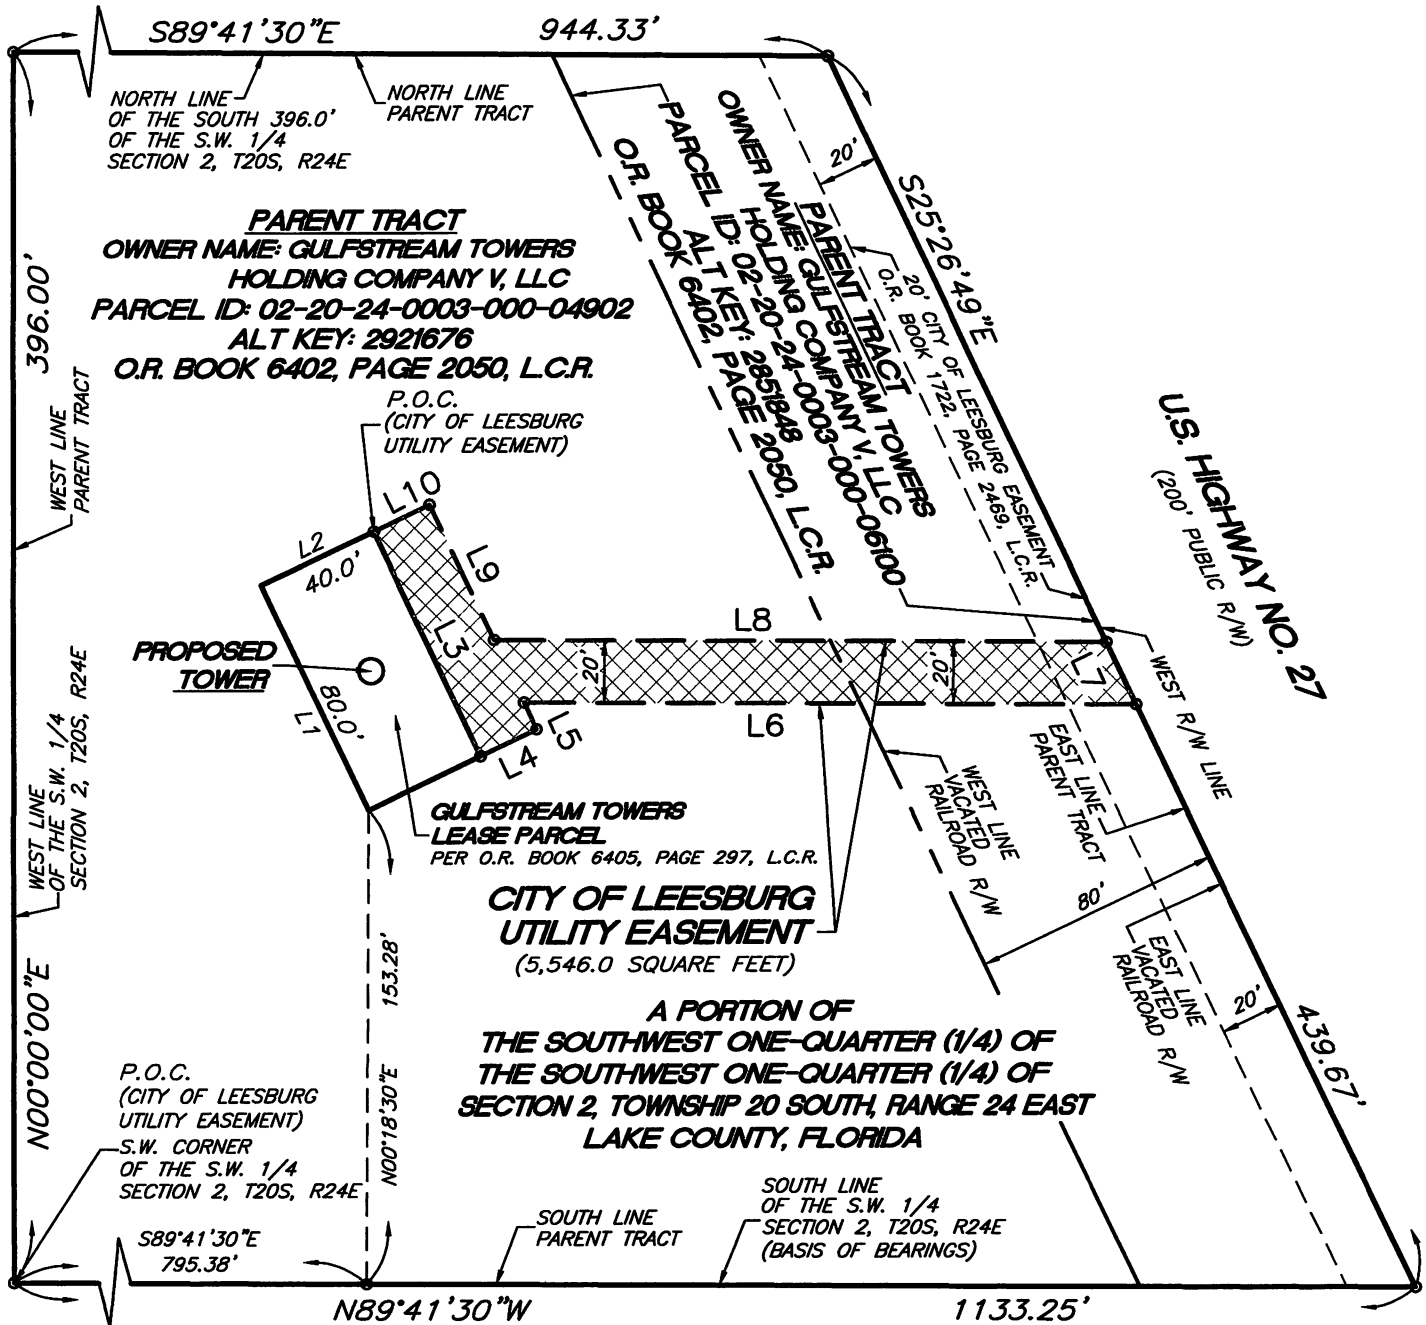 S89°41'30"E
944.33'
NORTH LINE
OF THE SOUTH 396.0'
OF THE S.W. 1/4
SECTION 2, T20S, R24E
NORTH LINE
PARENT TRACT
PARENT TRACT
OWNER NAME: GULFSTREAM TOWERS
HOLDING COMPANY V, LLC
PARCEL ID: 02-20-24-0003-000-04902
ALT KEY: 2921676
O.R. BOOK 6402, PAGE 2050, L.C.R.
PARENT TRACT
OWNER NAME: GULFSTREAM TOWERS
HOLDING COMPANY V, LLC
PARCEL ID: 02-20-24-0003-000-06100
ALT KEY: 2851848
O.R. BOOK 6402, PAGE 2050, L.C.R.
20'
S25°26'49"E
20' CITY OF LEESBURG EASEMENT
O.R. BOOK 1722, PAGE 2469, L.C.R.
U.S. HIGHWAY NO. 27
(200' PUBLIC R/W)
396.00'
WEST LINE
PARENT TRACT
P.O.C.
(CITY OF LEESBURG
UTILITY EASEMENT)
L10
L2
40.0'
L9
L3
L8
L7
20'
20'
PROPOSED
TOWER
80.0'
L1
L5
L4
L6
WEST R/W LINE
EAST LINE
PARENT TRACT
WEST LINE
VACATED
RAILROAD R/W
80'
EAST LINE
VACATED
RAILROAD R/W
20'
439.67'
WEST LINE
OF THE S.W. 1/4
SECTION 2, T20S, R24E
GULFSTREAM TOWERS
LEASE PARCEL
PER O.R. BOOK 6405, PAGE 297, L.C.R.
CITY OF LEESBURG
UTILITY EASEMENT
(5,546.0 SQUARE FEET)
A PORTION OF
THE SOUTHWEST ONE-QUARTER (1/4) OF
THE SOUTHWEST ONE-QUARTER (1/4) OF
SECTION 2, TOWNSHIP 20 SOUTH, RANGE 24 EAST
LAKE COUNTY, FLORIDA
N00°00'00"E
153.28'
N00°18'30"E
P.O.C.
(CITY OF LEESBURG
UTILITY EASEMENT)
S.W. CORNER
OF THE S.W. 1/4
SECTION 2, T20S, R24E
S89°41'30"E
795.38'
SOUTH LINE
PARENT TRACT
SOUTH LINE
OF THE S.W. 1/4
SECTION 2, T20S, R24E
(BASIS OF BEARINGS)
N89°41'30"W
1133.25'